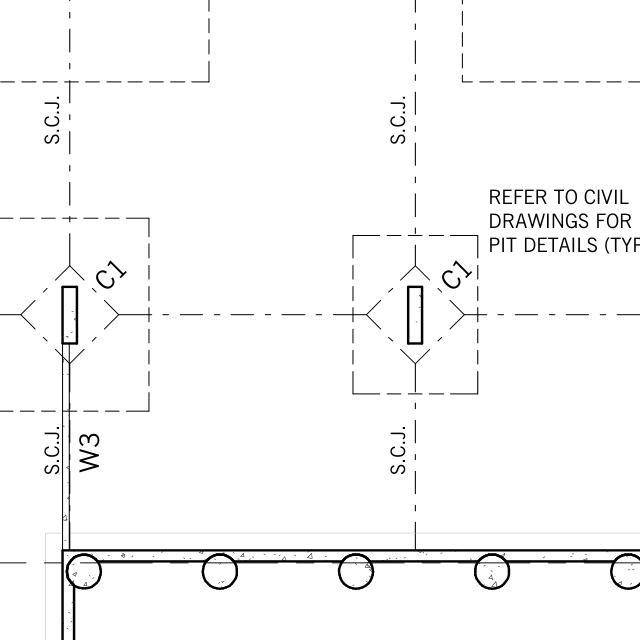 S.C.J.
S.C.J.
REFER TO CIVIL
DRAWINGS FOR
PIT DETAILS (TYP
C1
C1
S.C.J.
W3
S.C.J.